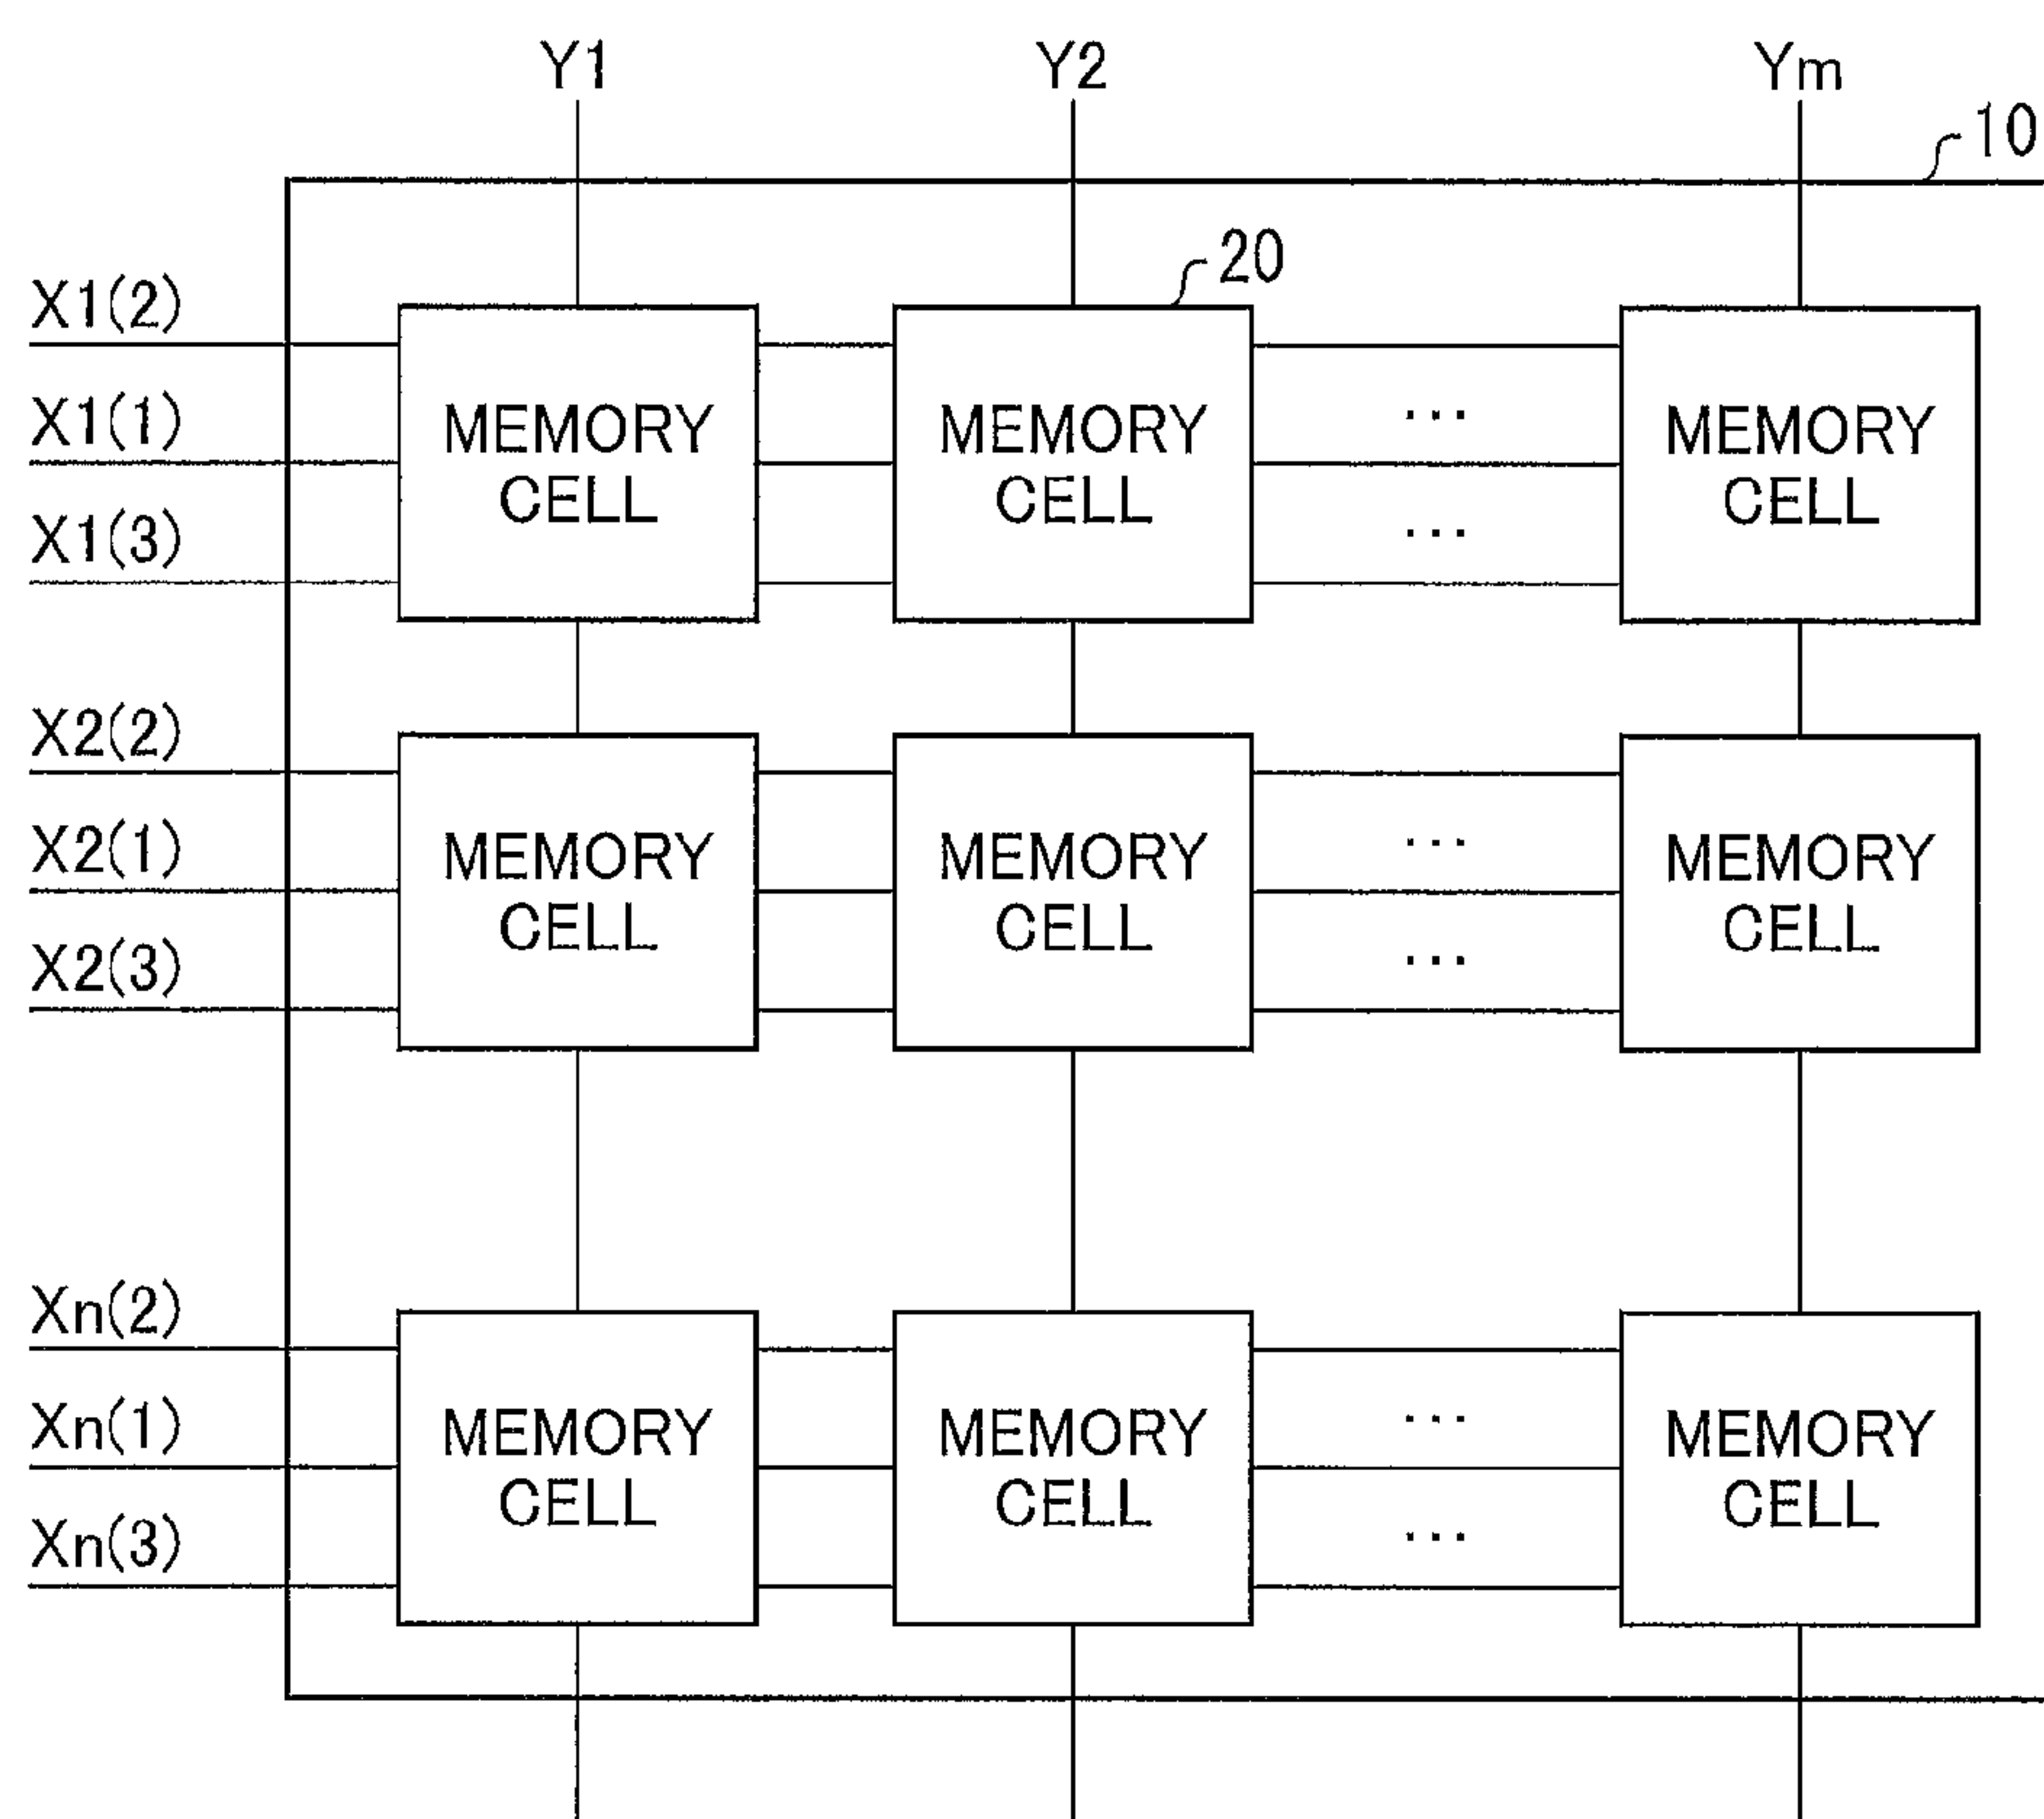 Y1 Y2 Ym
10
20
X1(2)
X1(1)
X1(3)
MEMORY CELL
MEMORY CELL
...
...
MEMORY CELL
X2(2)
X2(1)
X2(3)
MEMORY CELL
MEMORY CELL
...
...
MEMORY CELL
Xn(2)
Xn(1)
Xn(3)
MEMORY CELL
MEMORY CELL
...
...
MEMORY CELL